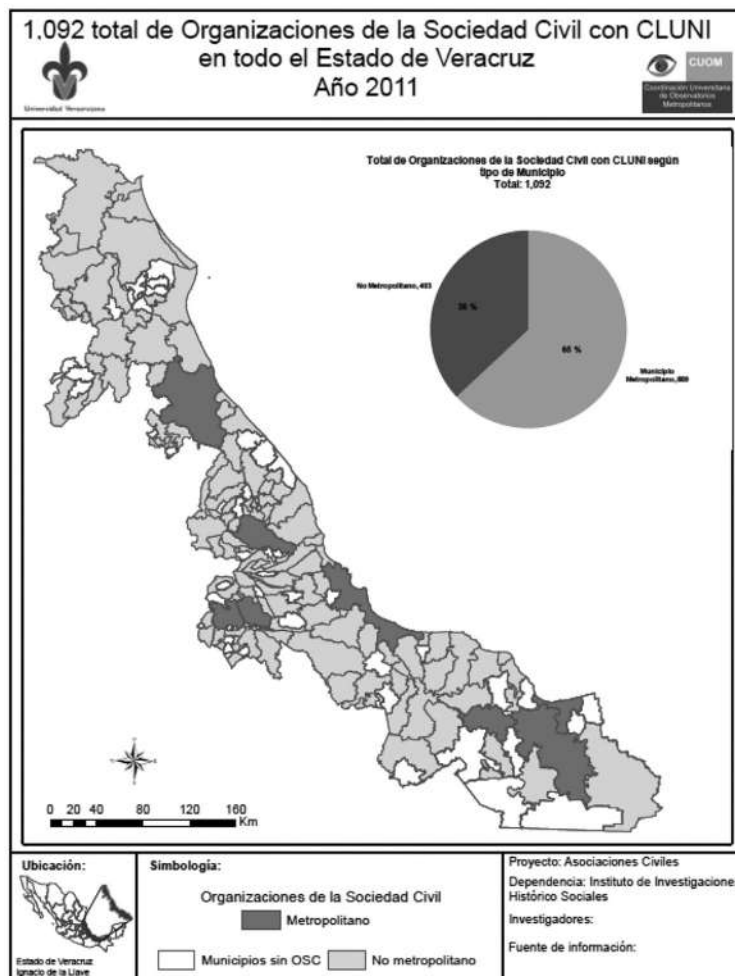 1,092 total de Organizaciones de la Sociedad Civil con CLUNI
en todo el Estado de Veracruz
Año 2011
Universidad Veracruzana
CUOM
Coordinación Universitaria
de Observatorios
Metropolitanos
Total de Organizaciones de la Sociedad Civil con CLUNI según
tipo de Municipio
Total: 1,092
No Metropolitano,
Municipio
Metropolitano,
0 20 40 80 120 160
Km
Ubicación:
Estado de Veracruz
Ignacio de la Llave
Simbología:
Organizaciones de la Sociedad Civil
Metropolitano
Municipios sin OSC
No metropolitano
Proyecto: Asociaciones Civiles
Dependencia: Instituto de Investigacione
Histórico Sociales
Investigadores:
Fuente de información: